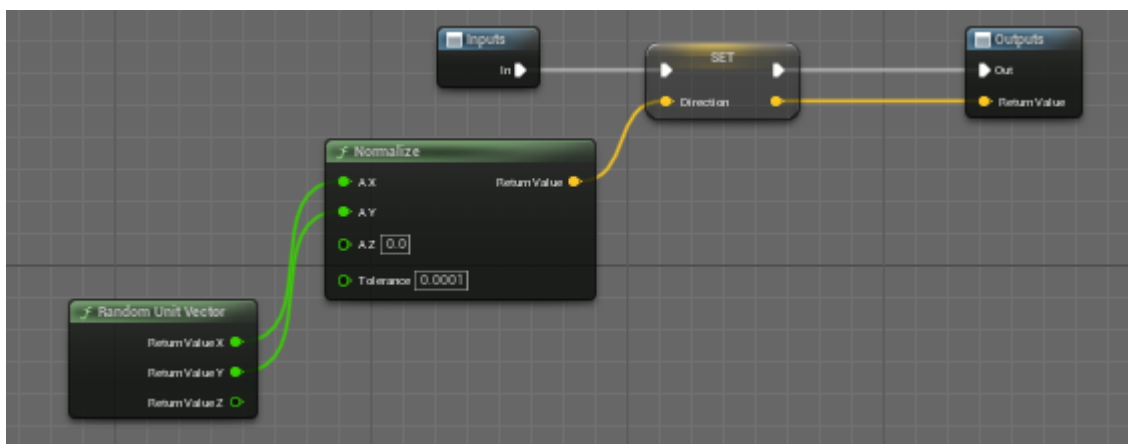 Inputs
In
SET
Direction
Outputs
Out
Return Value
f Normalize
A X
Return Value
A Y
A Z 0.0
Tolerance 0.0001
f Random Unit Vector
Return Value X
Return Value Y
Return Value Z